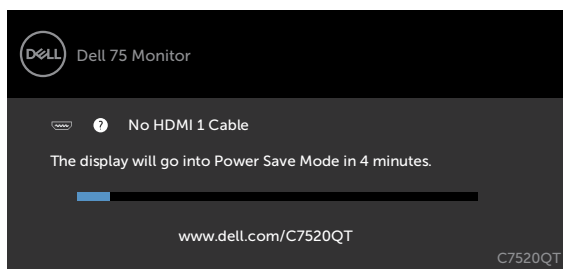 DELL Dell 75 Monitor
? No HDMI 1 Cable
The display will go into Power Save Mode in 4 minutes.
www.dell.com/C7520QT
C7520QT